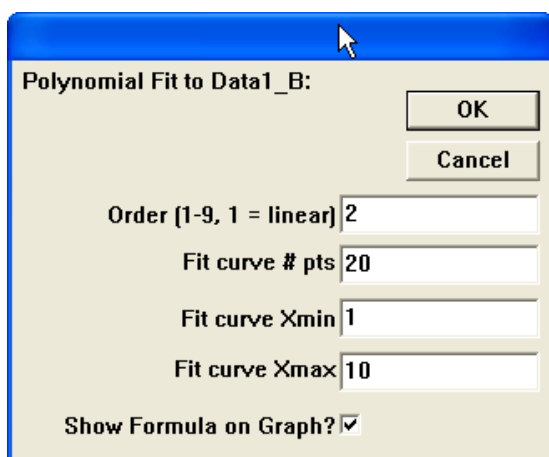 Polynomial Fit to Data1_B:
OK
Cancel
Order (1-9, 1 = linear) 2
Fit curve # pts 20
Fit curve Xmin 1
Fit curve Xmax 10
Show Formula on Graph?